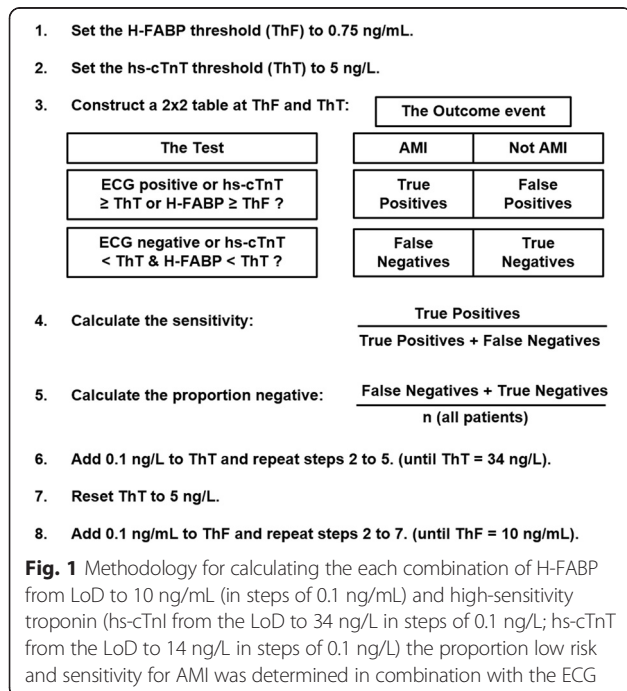 1. Set the H-FABP threshold (ThF) to 0.75 ng/mL.
2. Set the hs-cTnT threshold (ThT) to 5 ng/L.
3. Construct a 2x2 table at ThF and ThT:
The Outcome event
The Test
AMI
Not AMI
ECG positive or hs-cTnT
≥ ThT or H-FABP ≥ ThF ?
True
Positives
False
Positives
ECG negative or hs-cTnT
< ThT & H-FABP < ThT ?
False
Negatives
True
Negatives
4. Calculate the sensitivity:
True Positives
True Positives + False Negatives
5. Calculate the proportion negative:
False Negatives + True Negatives
n (all patients)
6. Add 0.1 ng/L to ThT and repeat steps 2 to 5. (until ThT = 34 ng/L).
7. Reset ThT to 5 ng/L.
8. Add 0.1 ng/mL to ThF and repeat steps 2 to 7. (until ThF = 10 ng/mL).
Fig. 1 Methodology for calculating the each combination of H-FABP
from LoD to 10 ng/mL (in steps of 0.1 ng/mL) and high-sensitivity
troponin (hs-cTnI from the LoD to 34 ng/L in steps of 0.1 ng/L; hs-cTnT
from the LoD to 14 ng/L in steps of 0.1 ng/L) the proportion low risk
and sensitivity for AMI was determined in combination with the ECG